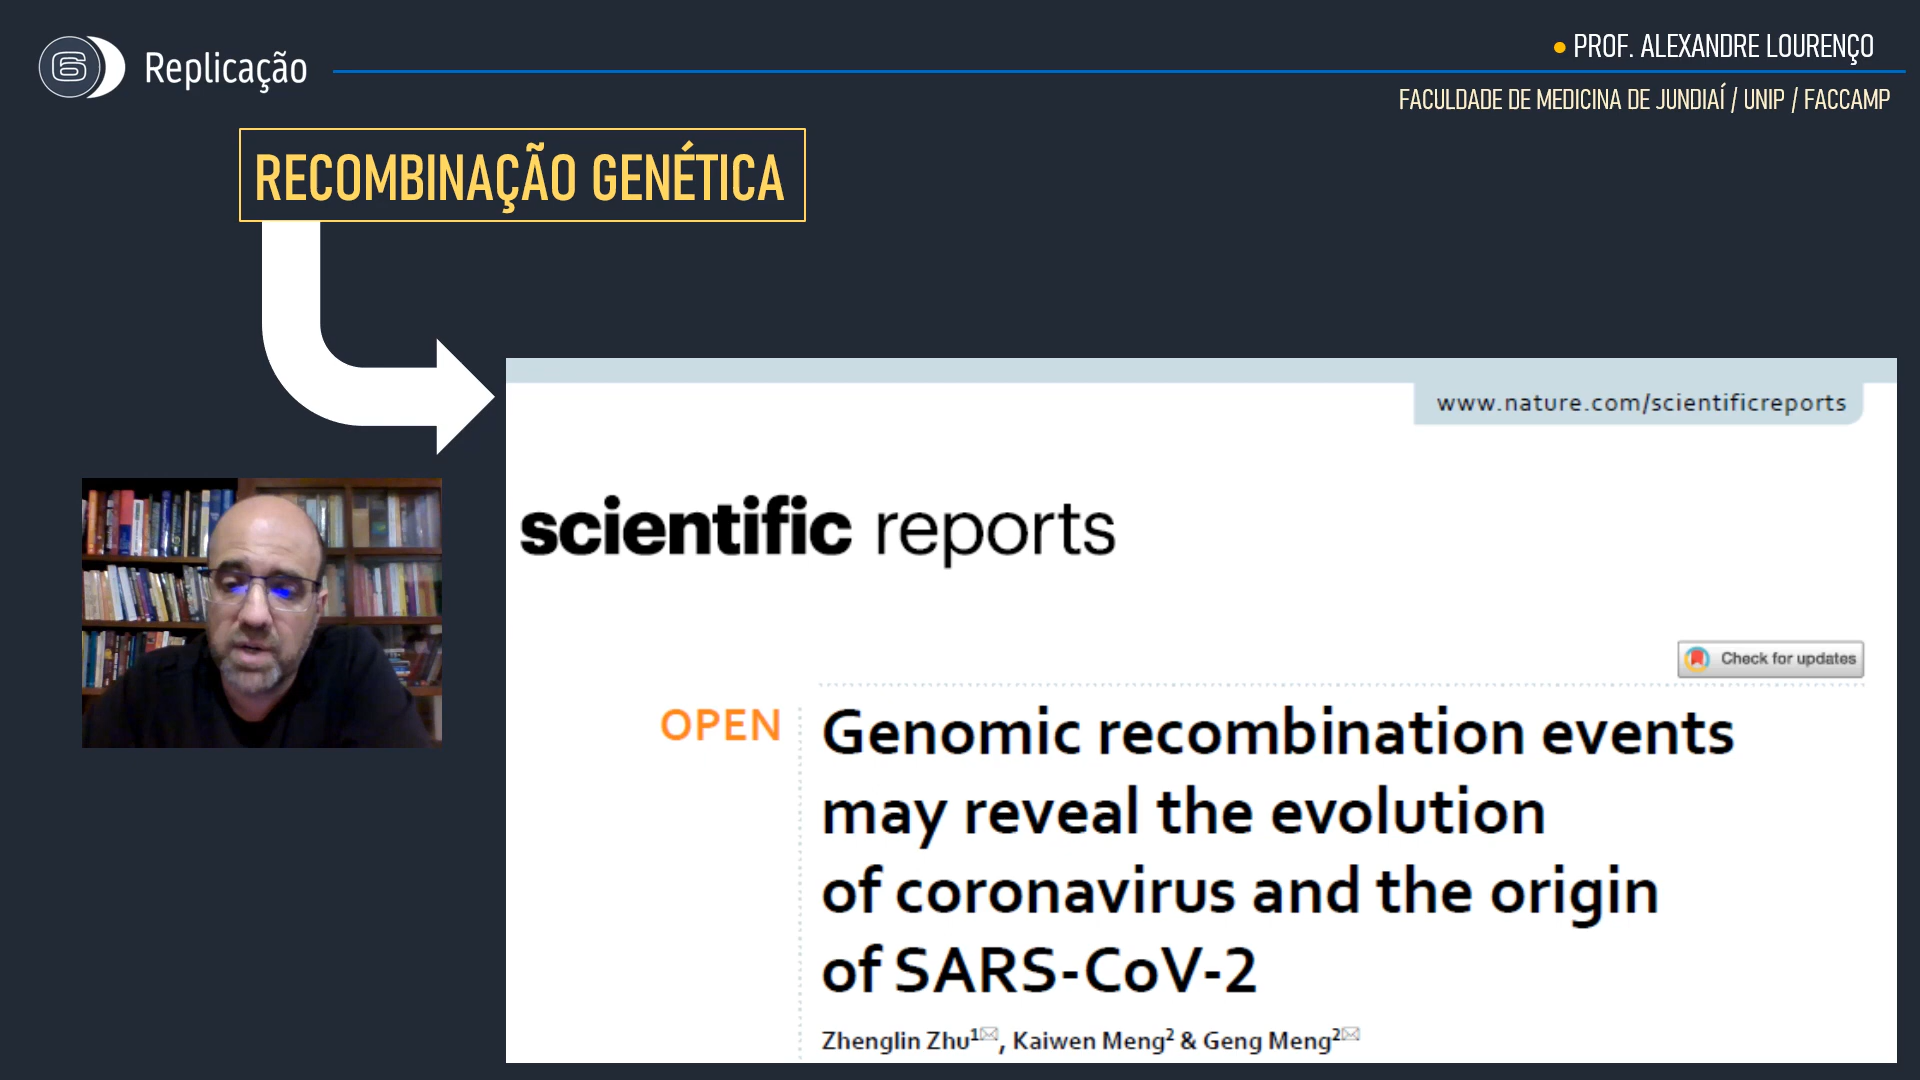 6 Replicação
• PROF. ALEXANDRE LOURENÇO
FACULDADE DE MEDICINA DE JUNDIAÍ / UNIP / FACCAMP
RECOMBINAÇÃO GENÉTICA
www.nature.com/scientificreports
scientific reports
Check for updates
OPEN
Genomic recombination events
may reveal the evolution
of coronavirus and the origin
of SARS-CoV-2
Zhenglin Zhu1✉, Kaiwen Meng2 & Geng Meng2✉